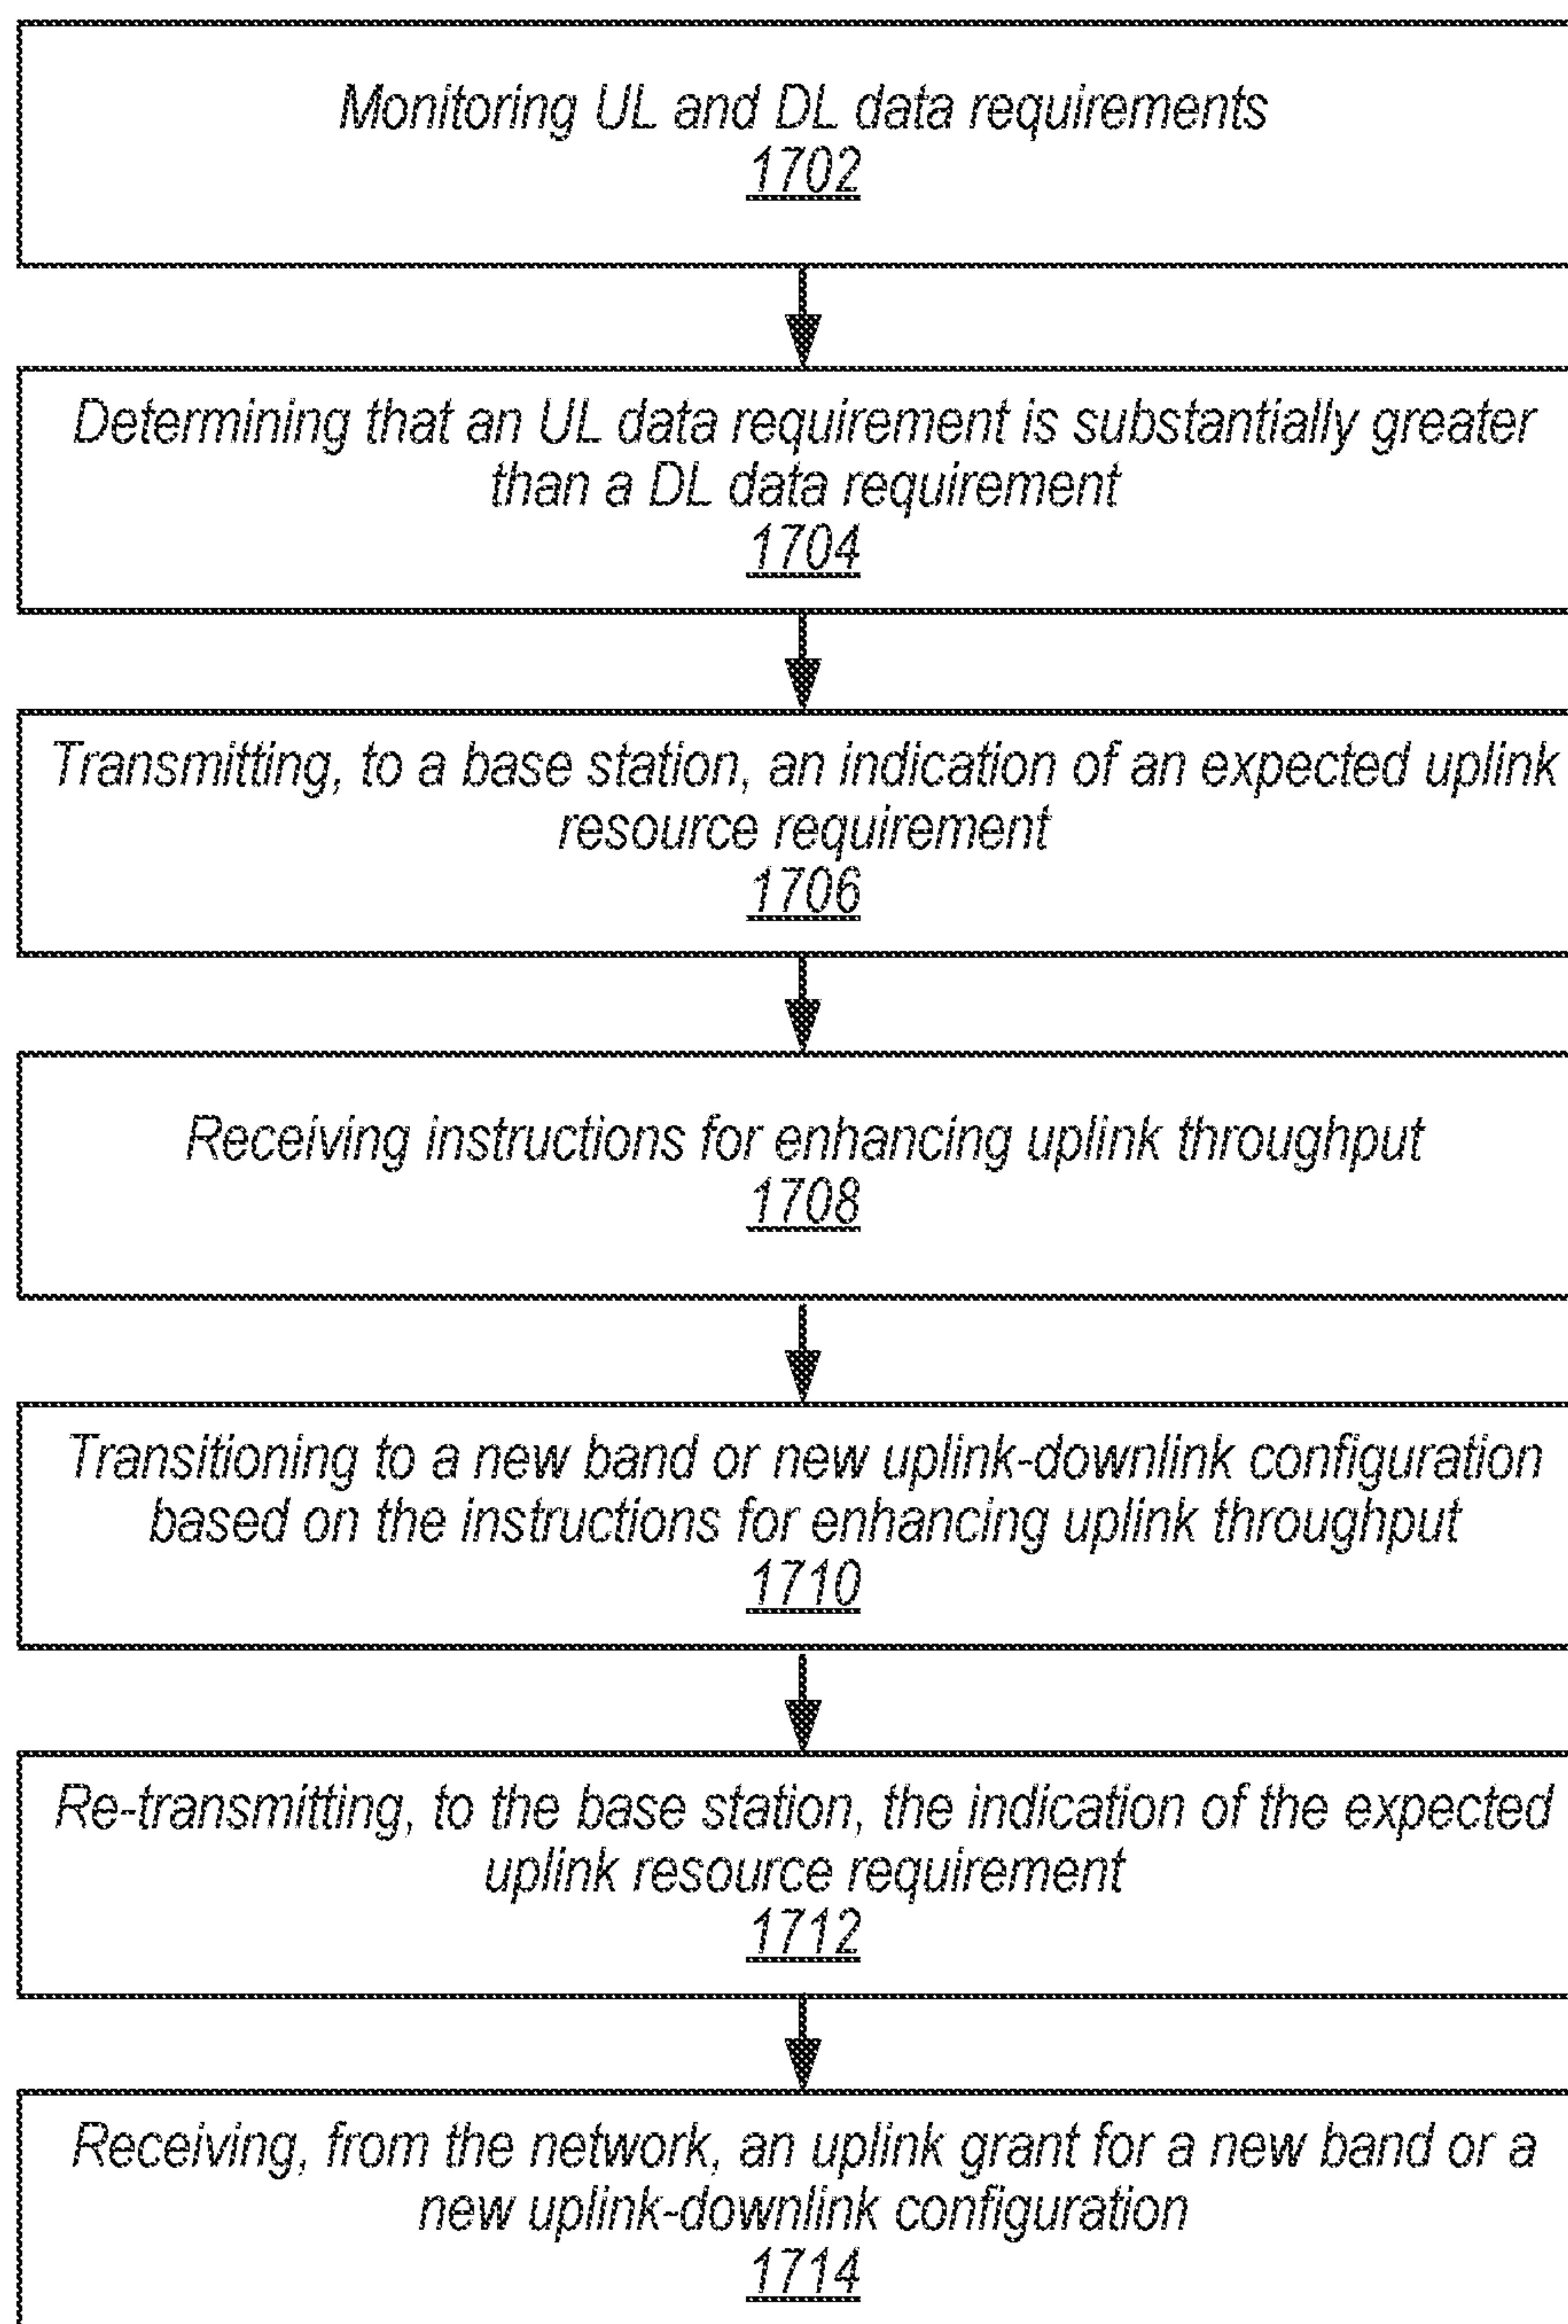 Monitoring UL and DL data requirements
1702
Determining that an UL data requirement is substantially greater
than a DL data requirement
1704
Transmitting, to a base station, an indication of an expected uplink
resource requirement
1706
Receiving instructions for enhancing uplink throughput
1708
Transitioning to a new band or new uplink-downlink configuration
based on the instructions for enhancing uplink throughput
1710
Re-transmitting, to the base station, the indication of the expected
uplink resource requirement
1712
Receiving, from the network, an uplink grant for a new band or a
new uplink-downlink configuration
1714